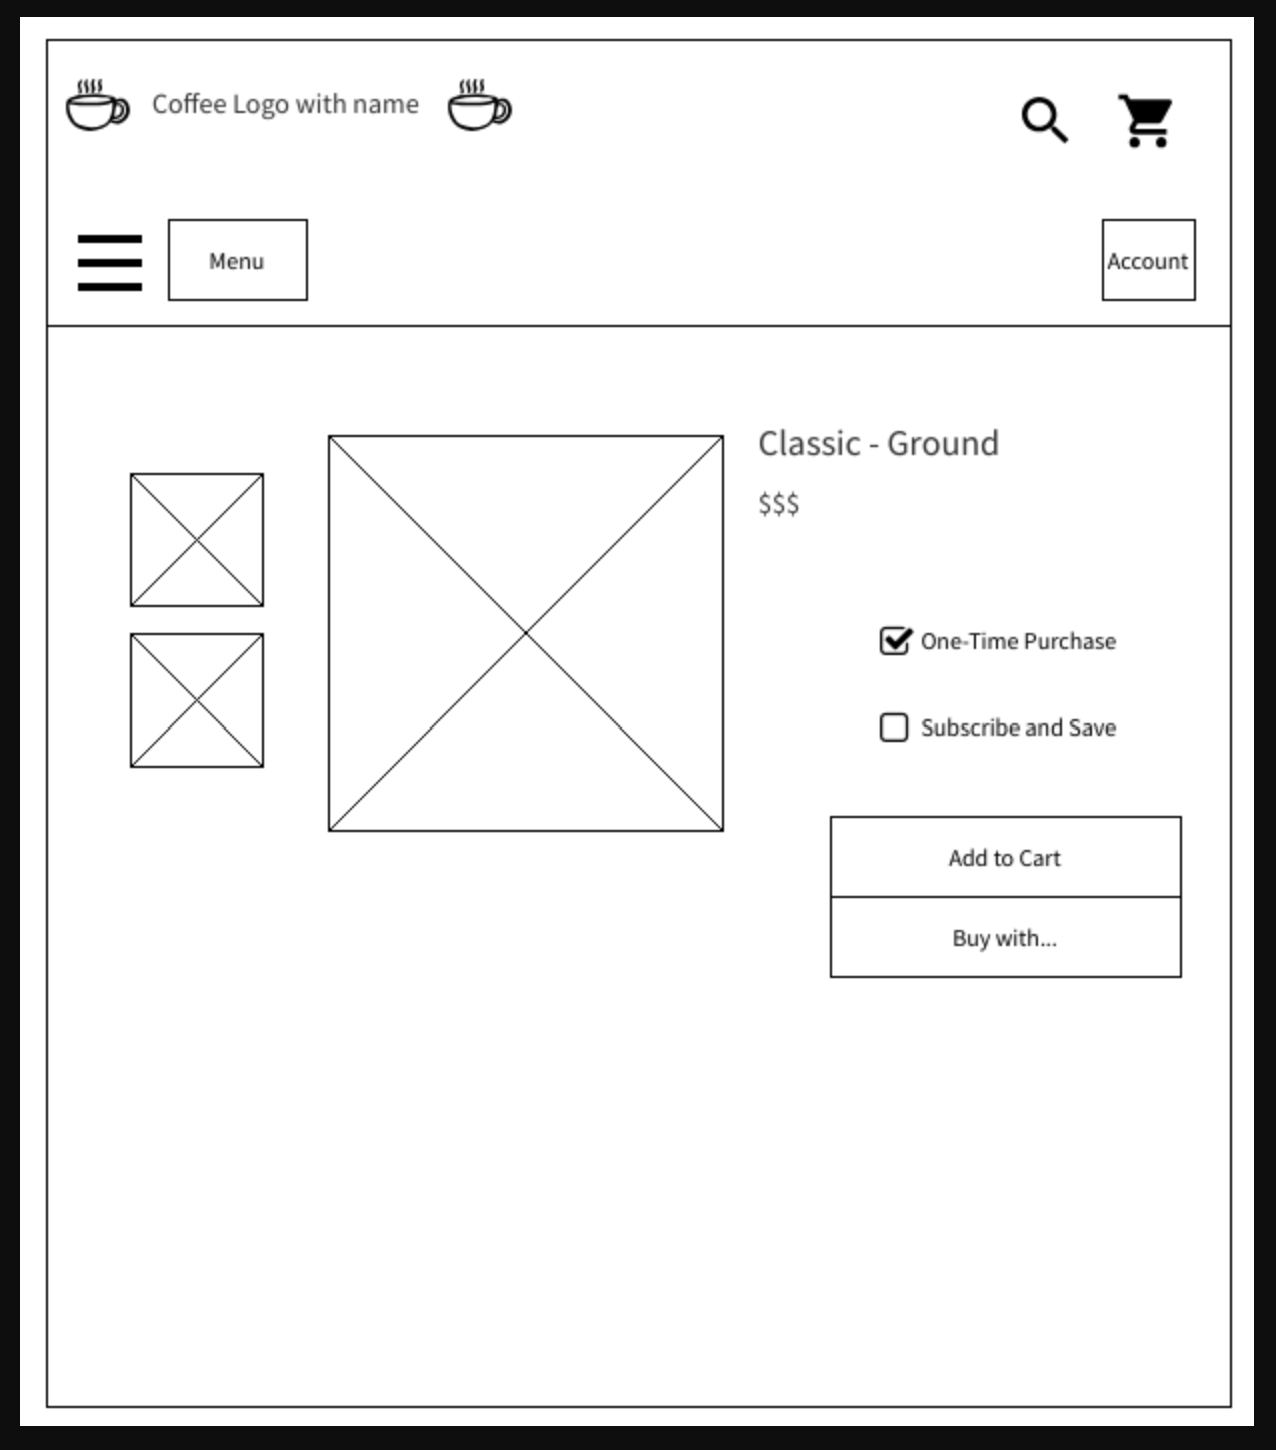 Coffee Logo with name
Menu
Account
Classic - Ground
$$$
One-Time Purchase
Subscribe and Save
Add to Cart
Buy with...